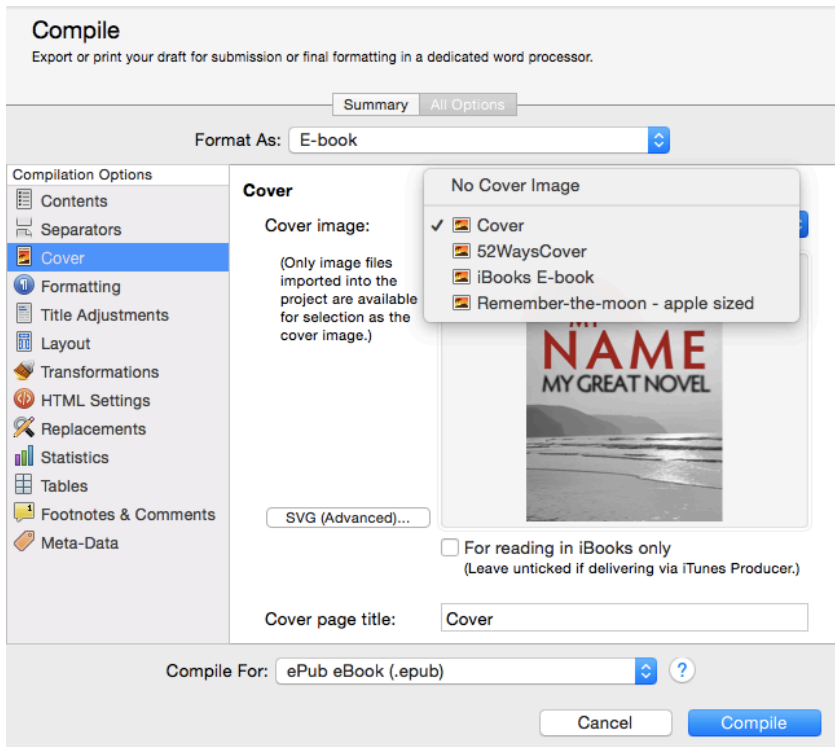 Compile
Export or print your draft for submission or final formatting in a dedicated word processor.
Summary
All Options
Format As: E-book
Compilation Options
Contents
Separators
Cover
Formatting
Title Adjustments
Layout
Transformations
HTML Settings
Replacements
Statistics
Tables
Footnotes & Comments
Meta-Data
Cover
Cover image:
(Only image files
imported into the
project are available
for selection as the
cover image.)
No Cover Image
✓ Cover
52WaysCover
iBooks E-book
Remember-the-moon - apple sized
MY
NAME
MY GREAT NOVEL
SVG (Advanced)...
For reading in iBooks only
(Leave unticked if delivering via iTunes Producer.)
Cover page title: Cover
Compile For: ePub eBook (.epub)
?
Cancel
Compile